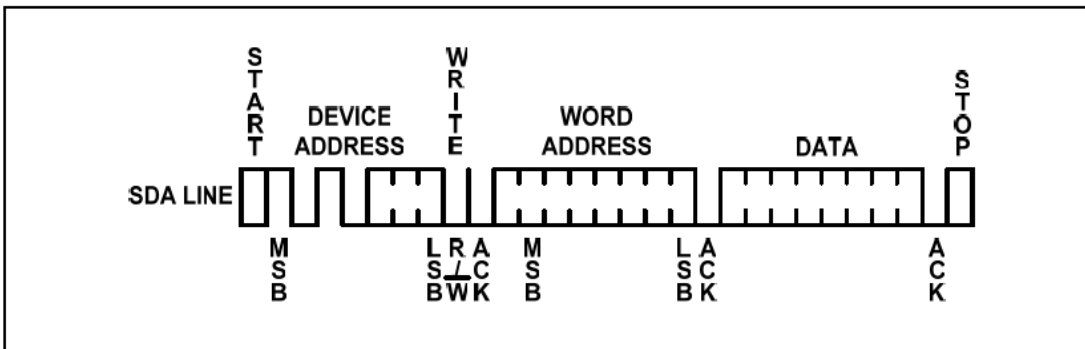 START
DEVICE
ADDRESS
WRITE
WORD
ADDRESS
DATA
STOP
SDA LINE
MSB
LSB
R/W
ACK
MSB
LSB
ACK
ACK